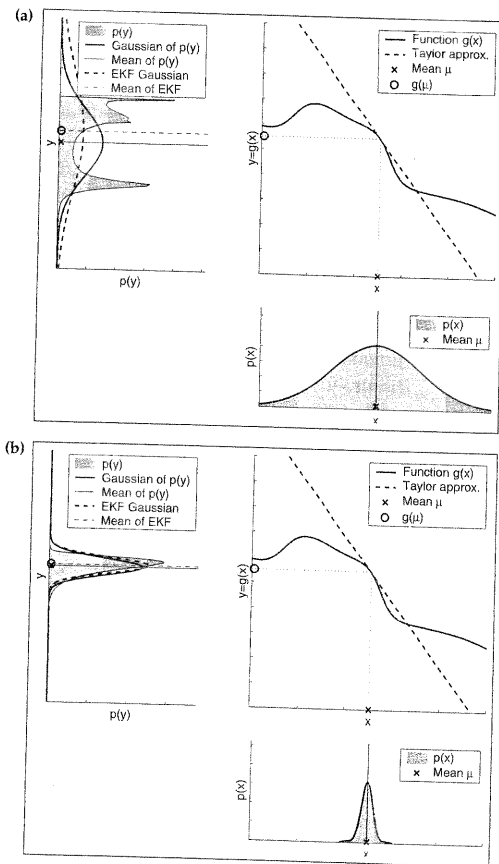 (a)
p(y)
Gaussian of p(y)
Mean of p(y)
EKF Gaussian
Mean of EKF
y
p(y)
Function g(x)
Taylor approx.
Mean μ
g(μ)
y=g(x)
x
p(x)
Mean μ
p(x)
x
(b)
p(y)
Gaussian of p(y)
Mean of p(y)
EKF Gaussian
Mean of EKF
y
p(y)
Function g(x)
Taylor approx.
Mean μ
g(μ)
y=g(x)
x
p(x)
Mean μ
p(x)
x